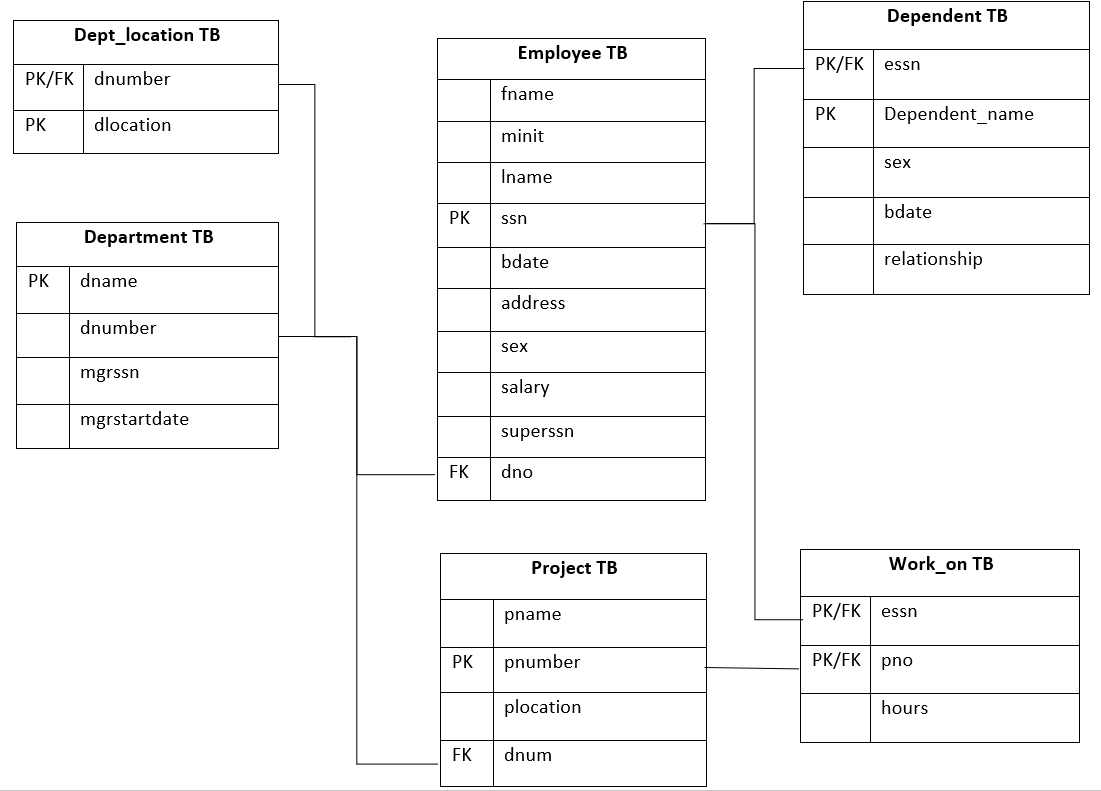 Dept_location TB
PK/FK dnumber
PK dlocation
Department TB
PK dname
dnumber
mgrssn
mgrstartdate
Employee TB
fname
minit
lname
PK ssn
bdate
address
sex
salary
superssn
FK dno
Project TB
pname
PK pnumber
plocation
FK dnum
Dependent TB
PK/FK essn
PK Dependent_name
sex
bdate
relationship
Work_on TB
PK/FK essn
PK/FK pno
hours